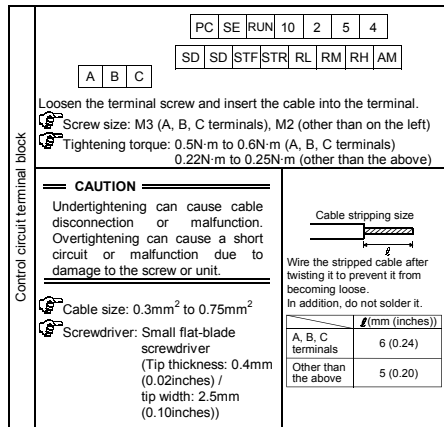 PC SE RUN 10 2 5 4
SD SD STF STR RL RM RH AM
A B C
Control circuit terminal block
Loosen the terminal screw and insert the cable into the terminal.
Screw size: M3 (A, B, C terminals), M2 (other than on the left)
Tightening torque: 0.5N·m to 0.6N·m (A, B, C terminals)
0.22N·m to 0.25N·m (other than the above)
CAUTION
Undertightening can cause cable
disconnection or malfunction.
Overtightening can cause a short
circuit or malfunction due to
damage to the screw or unit.
Cable size: 0.3mm² to 0.75mm²
Screwdriver: Small flat-blade
screwdriver
(Tip thickness: 0.4mm
(0.02inches) /
tip width: 2.5mm
(0.10inches))
Cable stripping size
ℓ
Wire the stripped cable after
twisting it to prevent it from
becoming loose.
In addition, do not solder it.
ℓ(mm (inches))
A, B, C
terminals
6 (0.24)
Other than
the above
5 (0.20)